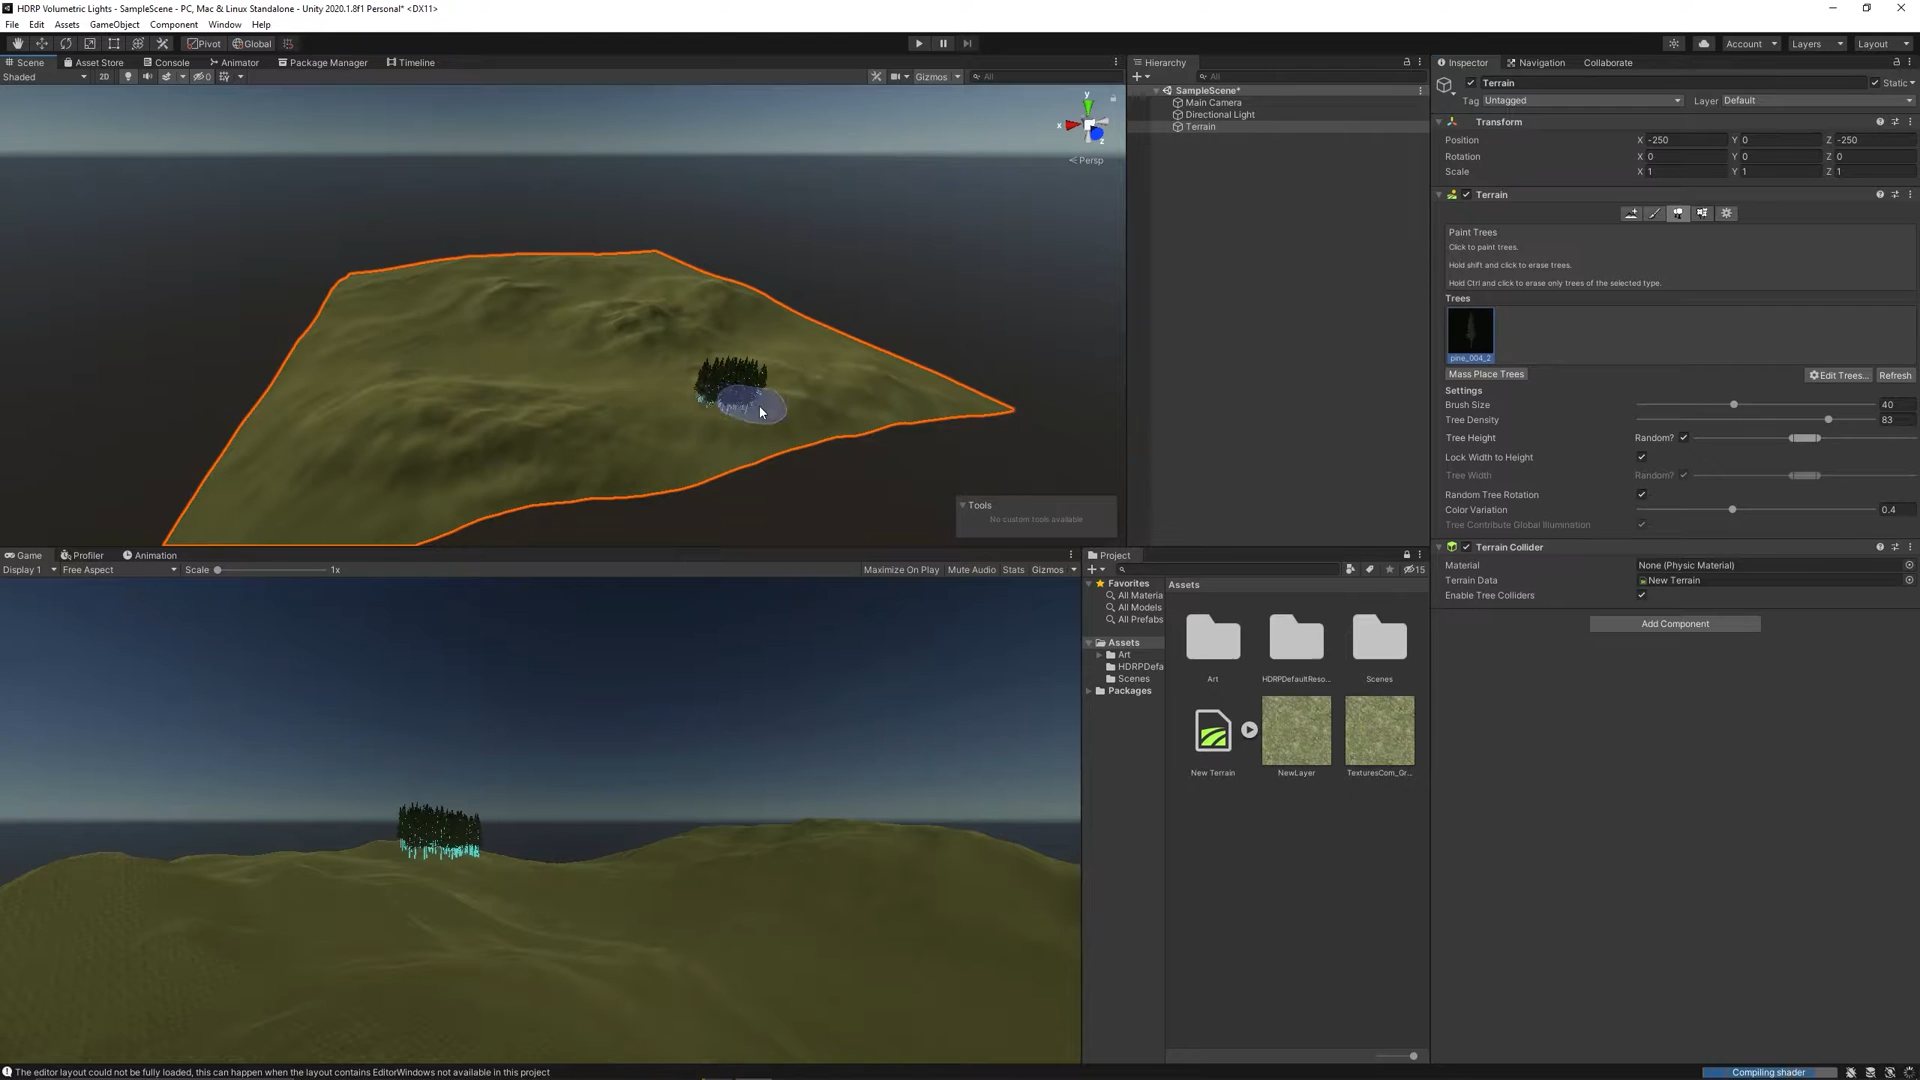 HDRP Volumetric Lights - SampleScene - PC, Mac & Linux Standalone - Unity 2020.1.8f1 Personal* <DX11>
File Edit Assets GameObject Component Window Help
Pivot Global
Account Layers Layout
Scene Asset Store Console Animator Package Manager Timeline
Shaded 2D 0 Gizmos All
y
x
z
Persp
Tools
No custom tools available
Hierarchy
All
SampleScene*
Main Camera
Directional Light
Terrain
Inspector Navigation Collaborate
Terrain Static
Tag Untagged Layer Default
Transform
Position X -250 Y 0 Z -250
Rotation X 0 Y 0 Z 0
Scale X 1 Y 1 Z 1
Terrain
Paint Trees
Click to paint trees.
Hold shift and click to erase trees.
Hold Ctrl and click to erase only trees of the selected type.
Trees
pine_004_2
Mass Place Trees Edit Trees... Refresh
Settings
Brush Size 40
Tree Density 83
Tree Height Random?
Lock Width to Height
Tree Width Random?
Random Tree Rotation
Color Variation 0.4
Tree Contribute Global Illumination
Terrain Collider
Material None (Physic Material)
Terrain Data New Terrain
Enable Tree Colliders
Add Component
Game Profiler Animation
Display 1 Free Aspect Scale 1x Maximize On Play Mute Audio Stats Gizmos
Project
15
Favorites
All Materia
All Models
All Prefabs
Assets
Art
HDRPDefa
Scenes
Packages
Assets
Art HDRPDefaultReso... Scenes
New Terrain NewLayer TexturesCom_Gr...
The editor layout could not be fully loaded, this can happen when the layout contains EditorWindows not available in this project
Compiling shader